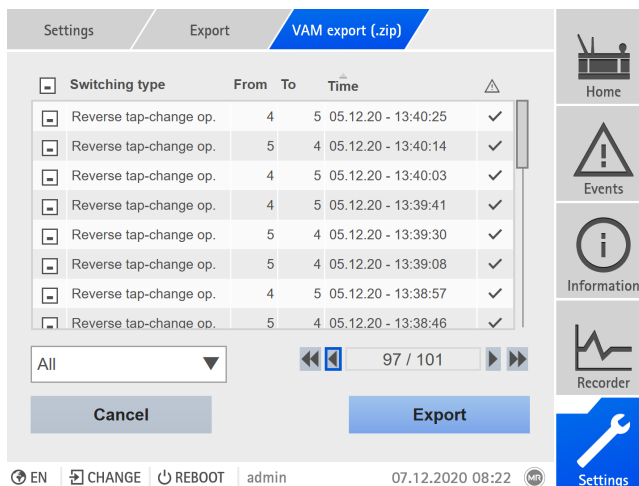 Settings Export VAM export (.zip)
Switching type From To Time
Reverse tap-change op. 4 5 05.12.20 - 13:40:25
Reverse tap-change op. 5 4 05.12.20 - 13:40:14
Reverse tap-change op. 4 5 05.12.20 - 13:40:03
Reverse tap-change op. 4 5 05.12.20 - 13:39:41
Reverse tap-change op. 5 4 05.12.20 - 13:39:30
Reverse tap-change op. 5 4 05.12.20 - 13:39:08
Reverse tap-change op. 4 5 05.12.20 - 13:38:57
Reverse tap-change op. 5 4 05.12.20 - 13:38:46
All
97 / 101
Cancel Export
EN CHANGE REBOOT admin 07.12.2020 08:22 MR
Home
Events
Information
Recorder
Settings